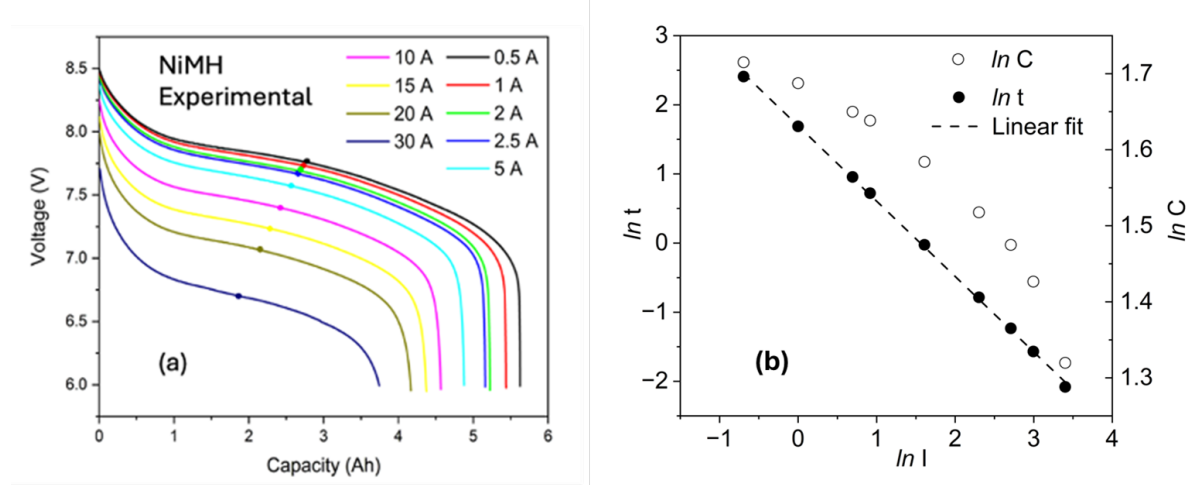 NiMH
Experimental
10 A
0.5 A
15 A
1 A
20 A
2 A
30 A
2.5 A
5 A
8.5
8.0
7.5
7.0
6.5
6.0
Voltage (V)
(a)
0 1 2 3 4 5 6
Capacity (Ah)
3
2
1
0
−1
−2
ln t
ln C
ln t
Linear fit
(b)
1.7
1.6
1.5
1.4
1.3
ln C
−1 0 1 2 3 4
ln I